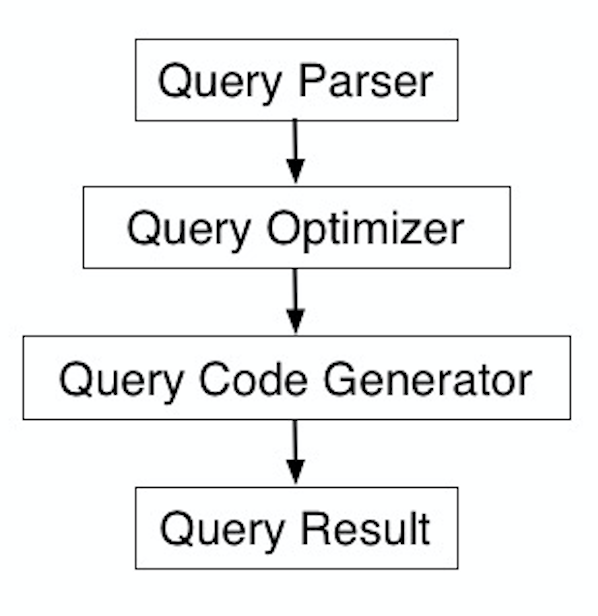 Query Parser
Query Optimizer
Query Code Generator
Query Result